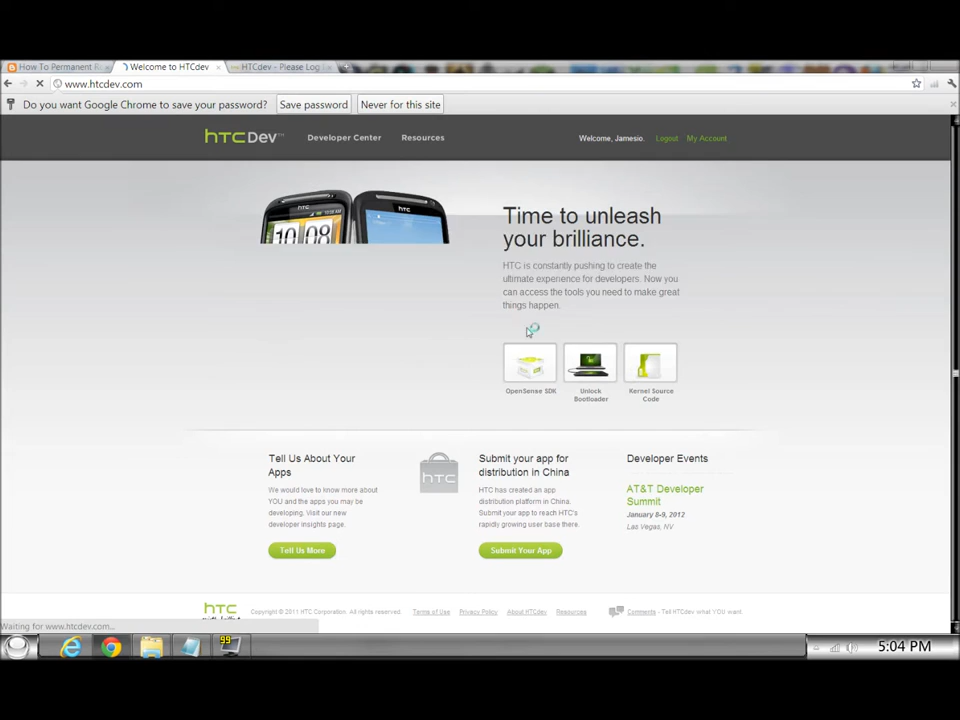 How To Permanent R
Welcome to HTCdev
HTCdev - Please Log
www.htcdev.com
Do you want Google Chrome to save your password?
Save password
Never for this site
htc Dev
Developer Center
Resources
Welcome, Jamesio.
Logout
My Account
htc
10 08
htc
Time to unleash
your brilliance.
HTC is constantly pushing to create the
ultimate experience for developers. Now you
can access the tools you need to make great
things happen.
OpenSense SDK
Unlock
Bootloader
Kernel Source
Code
Tell Us About Your
Apps
We would love to know more about
YOU and the apps you may be
developing. Visit our new
developer insights page.
Tell Us More
htc
Submit your app for
distribution in China
HTC has created an app
distribution platform in China.
Submit your app to reach HTC's
rapidly growing user base there.
Submit Your App
Developer Events
AT&T Developer
Summit
January 8-9, 2012
Las Vegas, NV
htc
Copyright © 2011 HTC Corporation. All rights reserved.
Terms of Use
Privacy Policy
About HTCdev
Resources
Comments - Tell HTCdev what YOU want
Waiting for www.htcdev.com...
99
5:04 PM